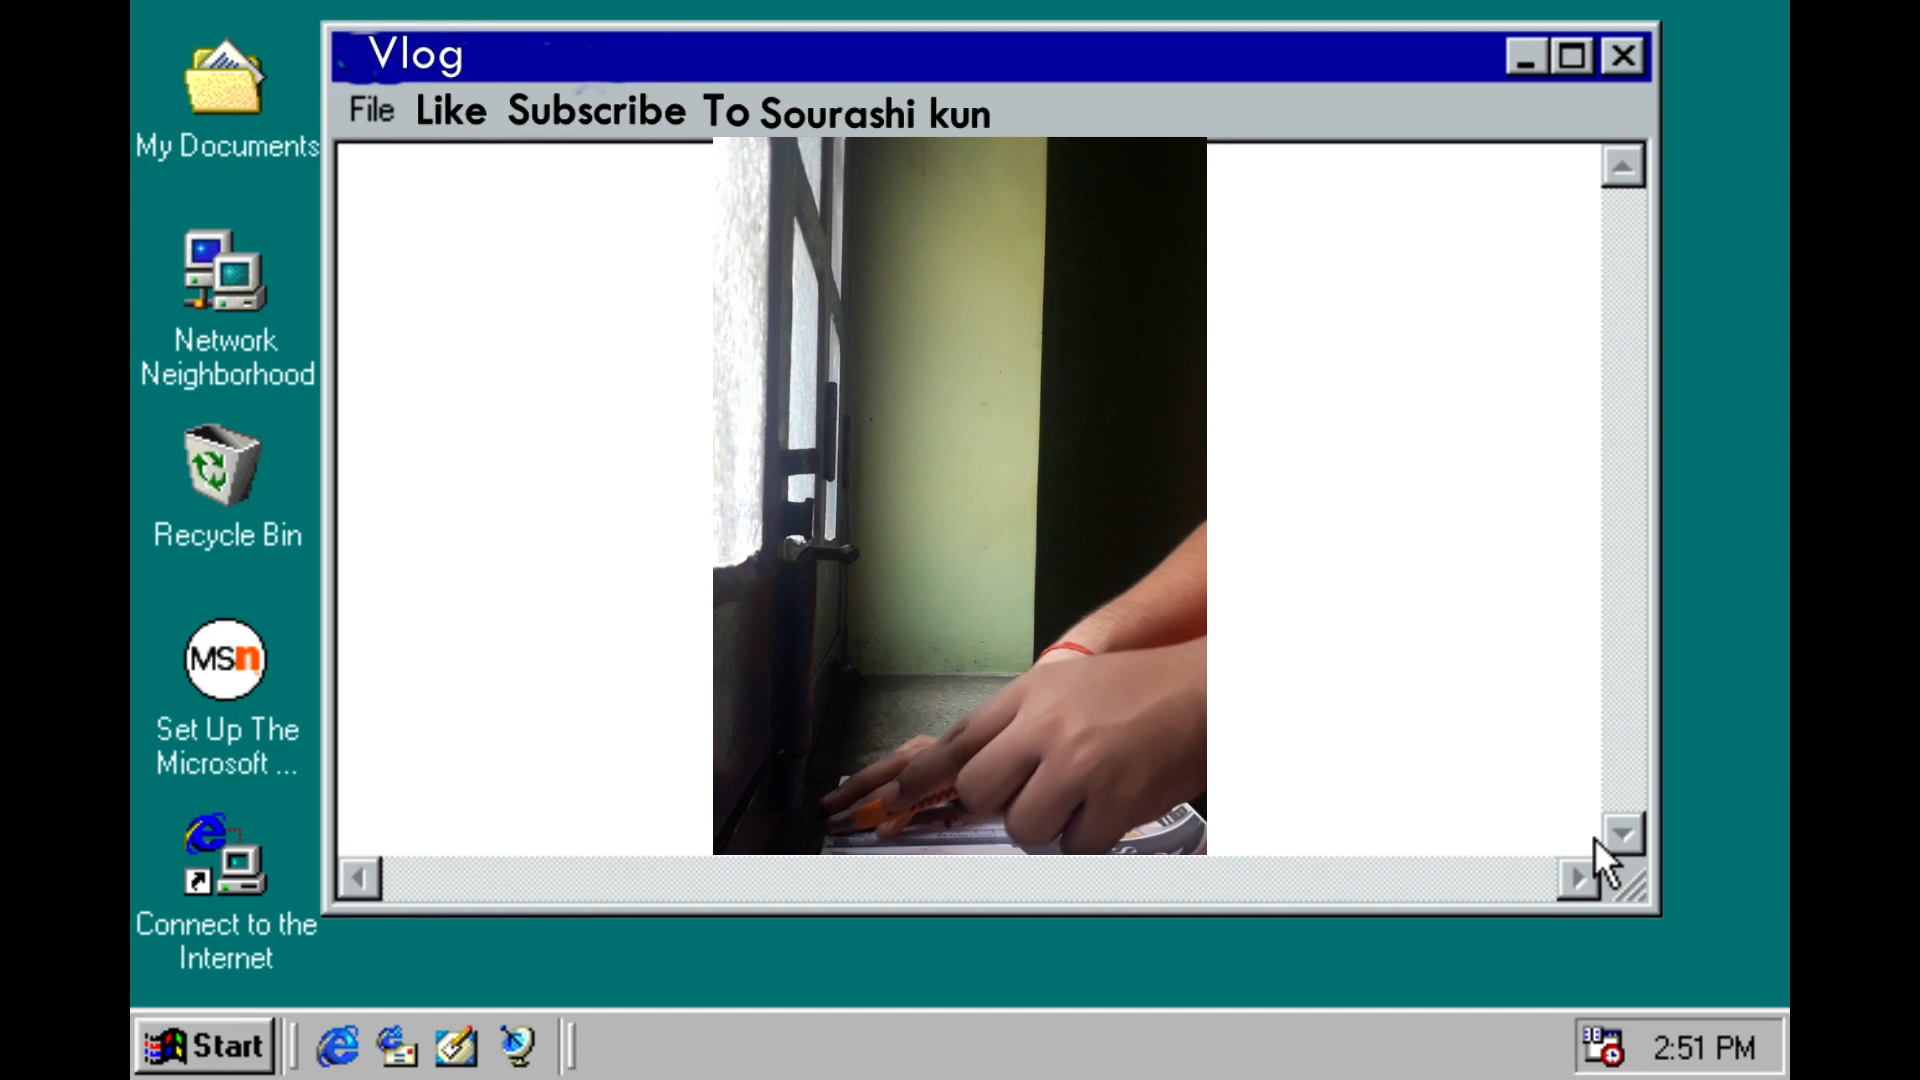 Vlog
File Like Subscribe To Sourashi kun
My Documents
Network
Neighborhood
Recycle Bin
MSn
Set Up The
Microsoft ...
Connect to the
Internet
Start
2:51 PM